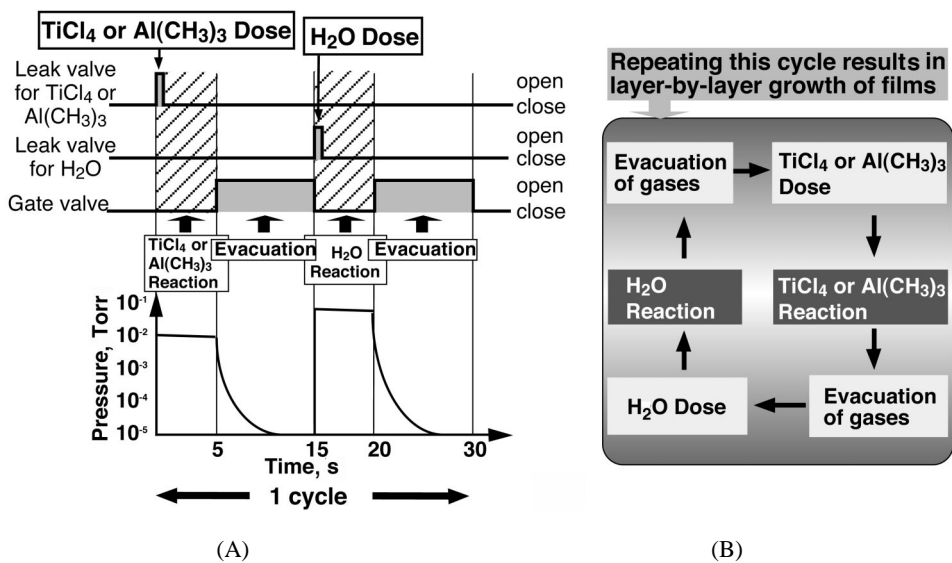 TiCl4 or Al(CH3)3 Dose
H2O Dose
Leak valve
for TiCl4 or
Al(CH3)3
open
close
Leak valve
for H2O
open
close
Gate valve
open
close
TiCl4 or
Al(CH3)3
Reaction
Evacuation
H2O
Reaction
Evacuation
Pressure, Torr
10-1
10-2
10-3
10-4
10-5
5
15
20
30
Time, s
1 cycle
(A)
Repeating this cycle results in
layer-by-layer growth of films
Evacuation
of gases
TiCl4 or Al(CH3)3
Dose
H2O
Reaction
TiCl4 or Al(CH3)3
Reaction
H2O Dose
Evacuation
of gases
(B)